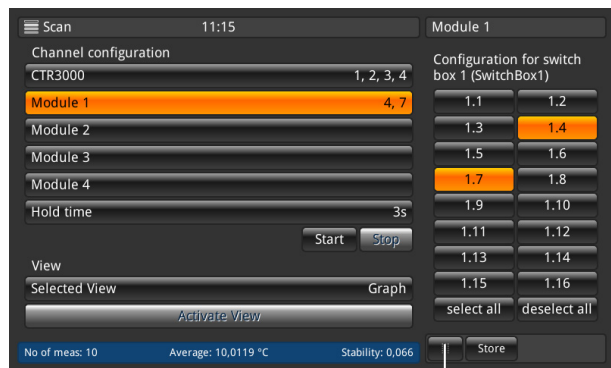 Scan 11:15
Channel configuration
CTR3000 1, 2, 3, 4
Module 1 4, 7
Module 2
Module 3
Module 4
Hold time 3s
Start Stop
View
Selected View Graph
Activate View
No of meas: 10 Average: 10,0119 °C Stability: 0,066
Module 1
Configuration for switch
box 1 (SwitchBox1)
1.1 1.2
1.3 1.4
1.5 1.6
1.7 1.8
1.9 1.10
1.11 1.12
1.13 1.14
1.15 1.16
select all deselect all
Store